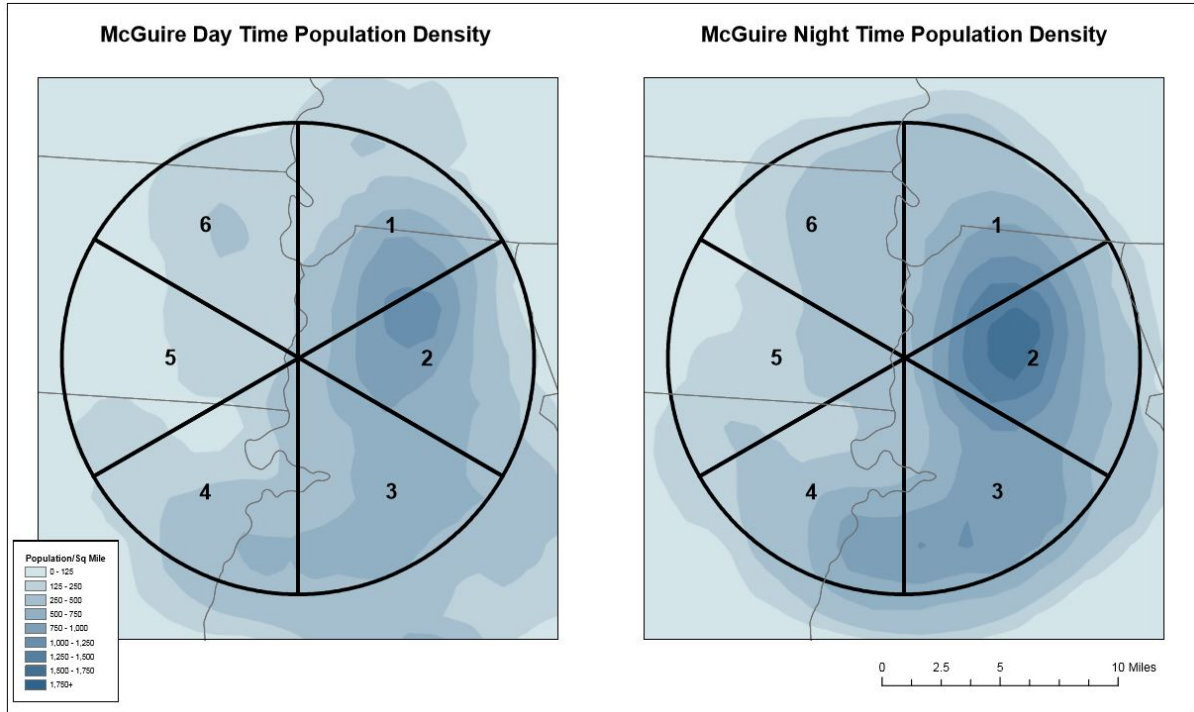 McGuire Day Time Population Density
McGuire Night Time Population Density
1
2
3
4
5
6
1
2
3
4
5
6
Population/Sq Mile
0 - 125
125 - 250
250 - 500
500 - 750
750 - 1,000
1,000 - 1,250
1,250 - 1,500
1,500 - 1,750
1,750+
0 2.5 5 10 Miles